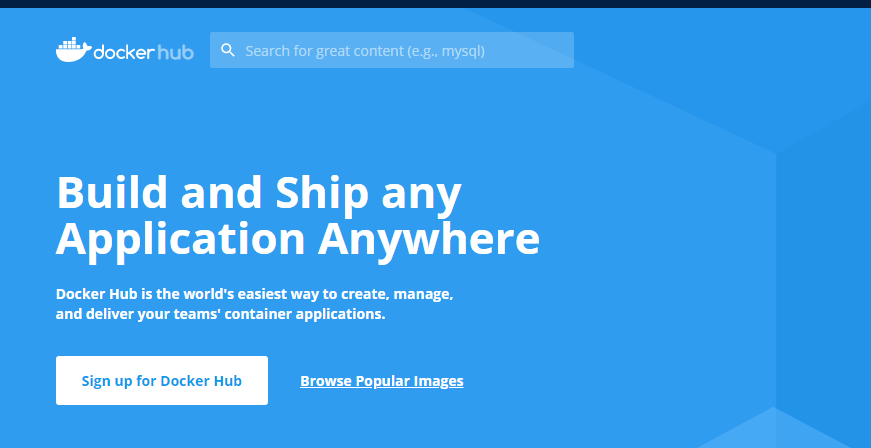 docker hub
Search for great content (e.g., mysql)
Build and Ship any
Application Anywhere
Docker Hub is the world's easiest way to create, manage,
and deliver your teams' container applications.
Sign up for Docker Hub
Browse Popular Images